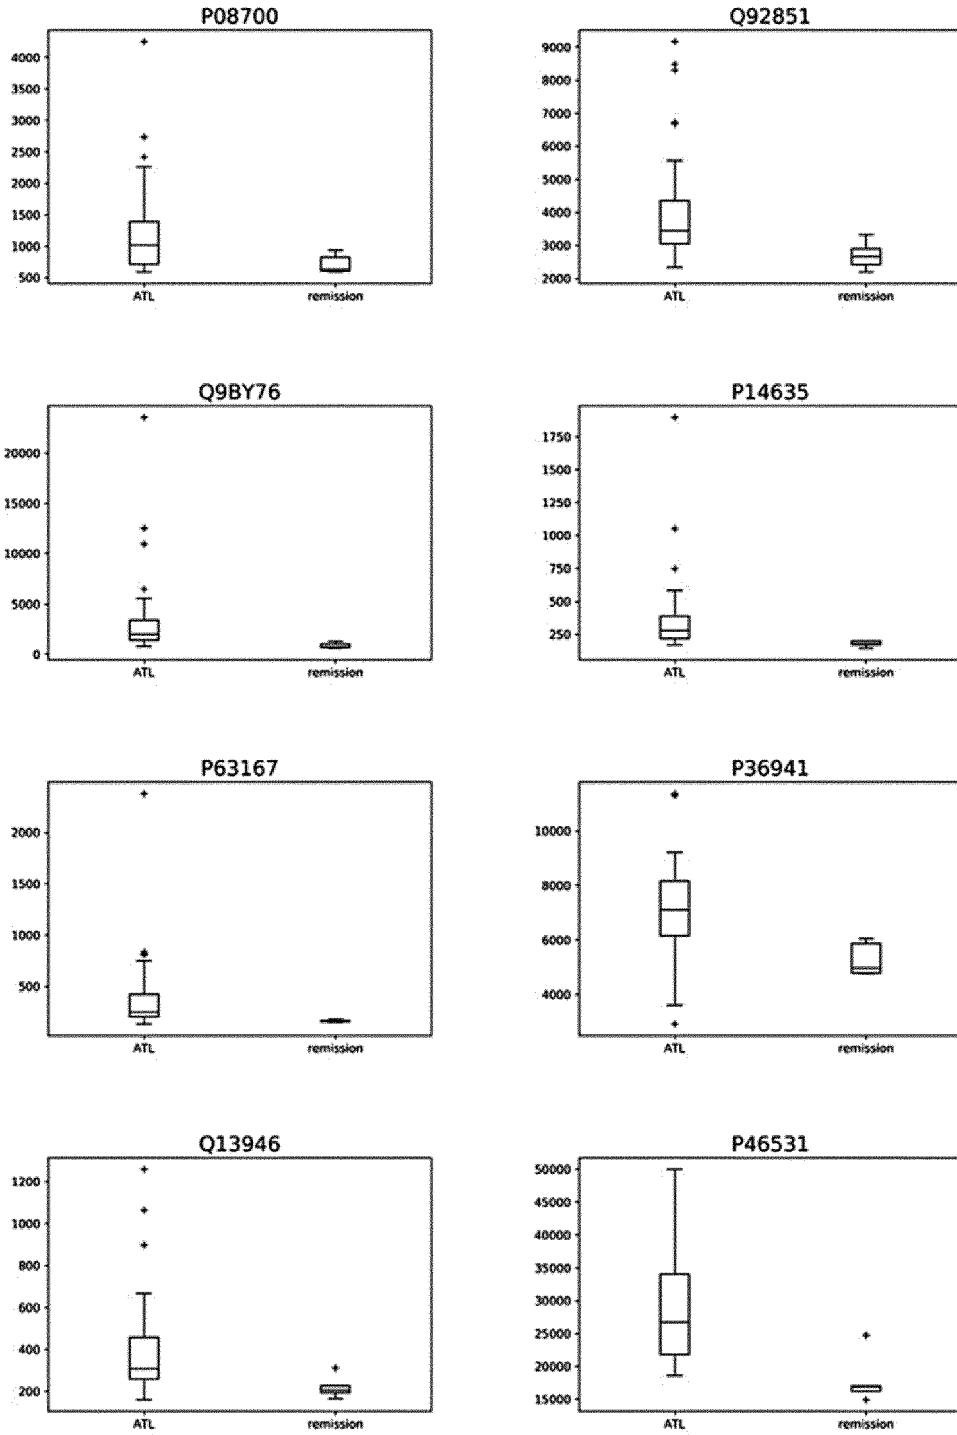 P08700
4000
3500
3000
2500
2000
1500
1000
500
ATL
remission
Q92851
9000
8000
7000
6000
5000
4000
3000
2000
ATL
remission
Q9BY76
20000
15000
10000
5000
0
ATL
remission
P14635
1750
1500
1250
1000
750
500
250
ATL
remission
P63167
2000
1500
1000
500
ATL
remission
P36941
10000
8000
6000
4000
ATL
remission
Q13946
1200
1000
800
600
400
200
ATL
remission
P46531
50000
45000
40000
35000
30000
25000
20000
15000
ATL
remission